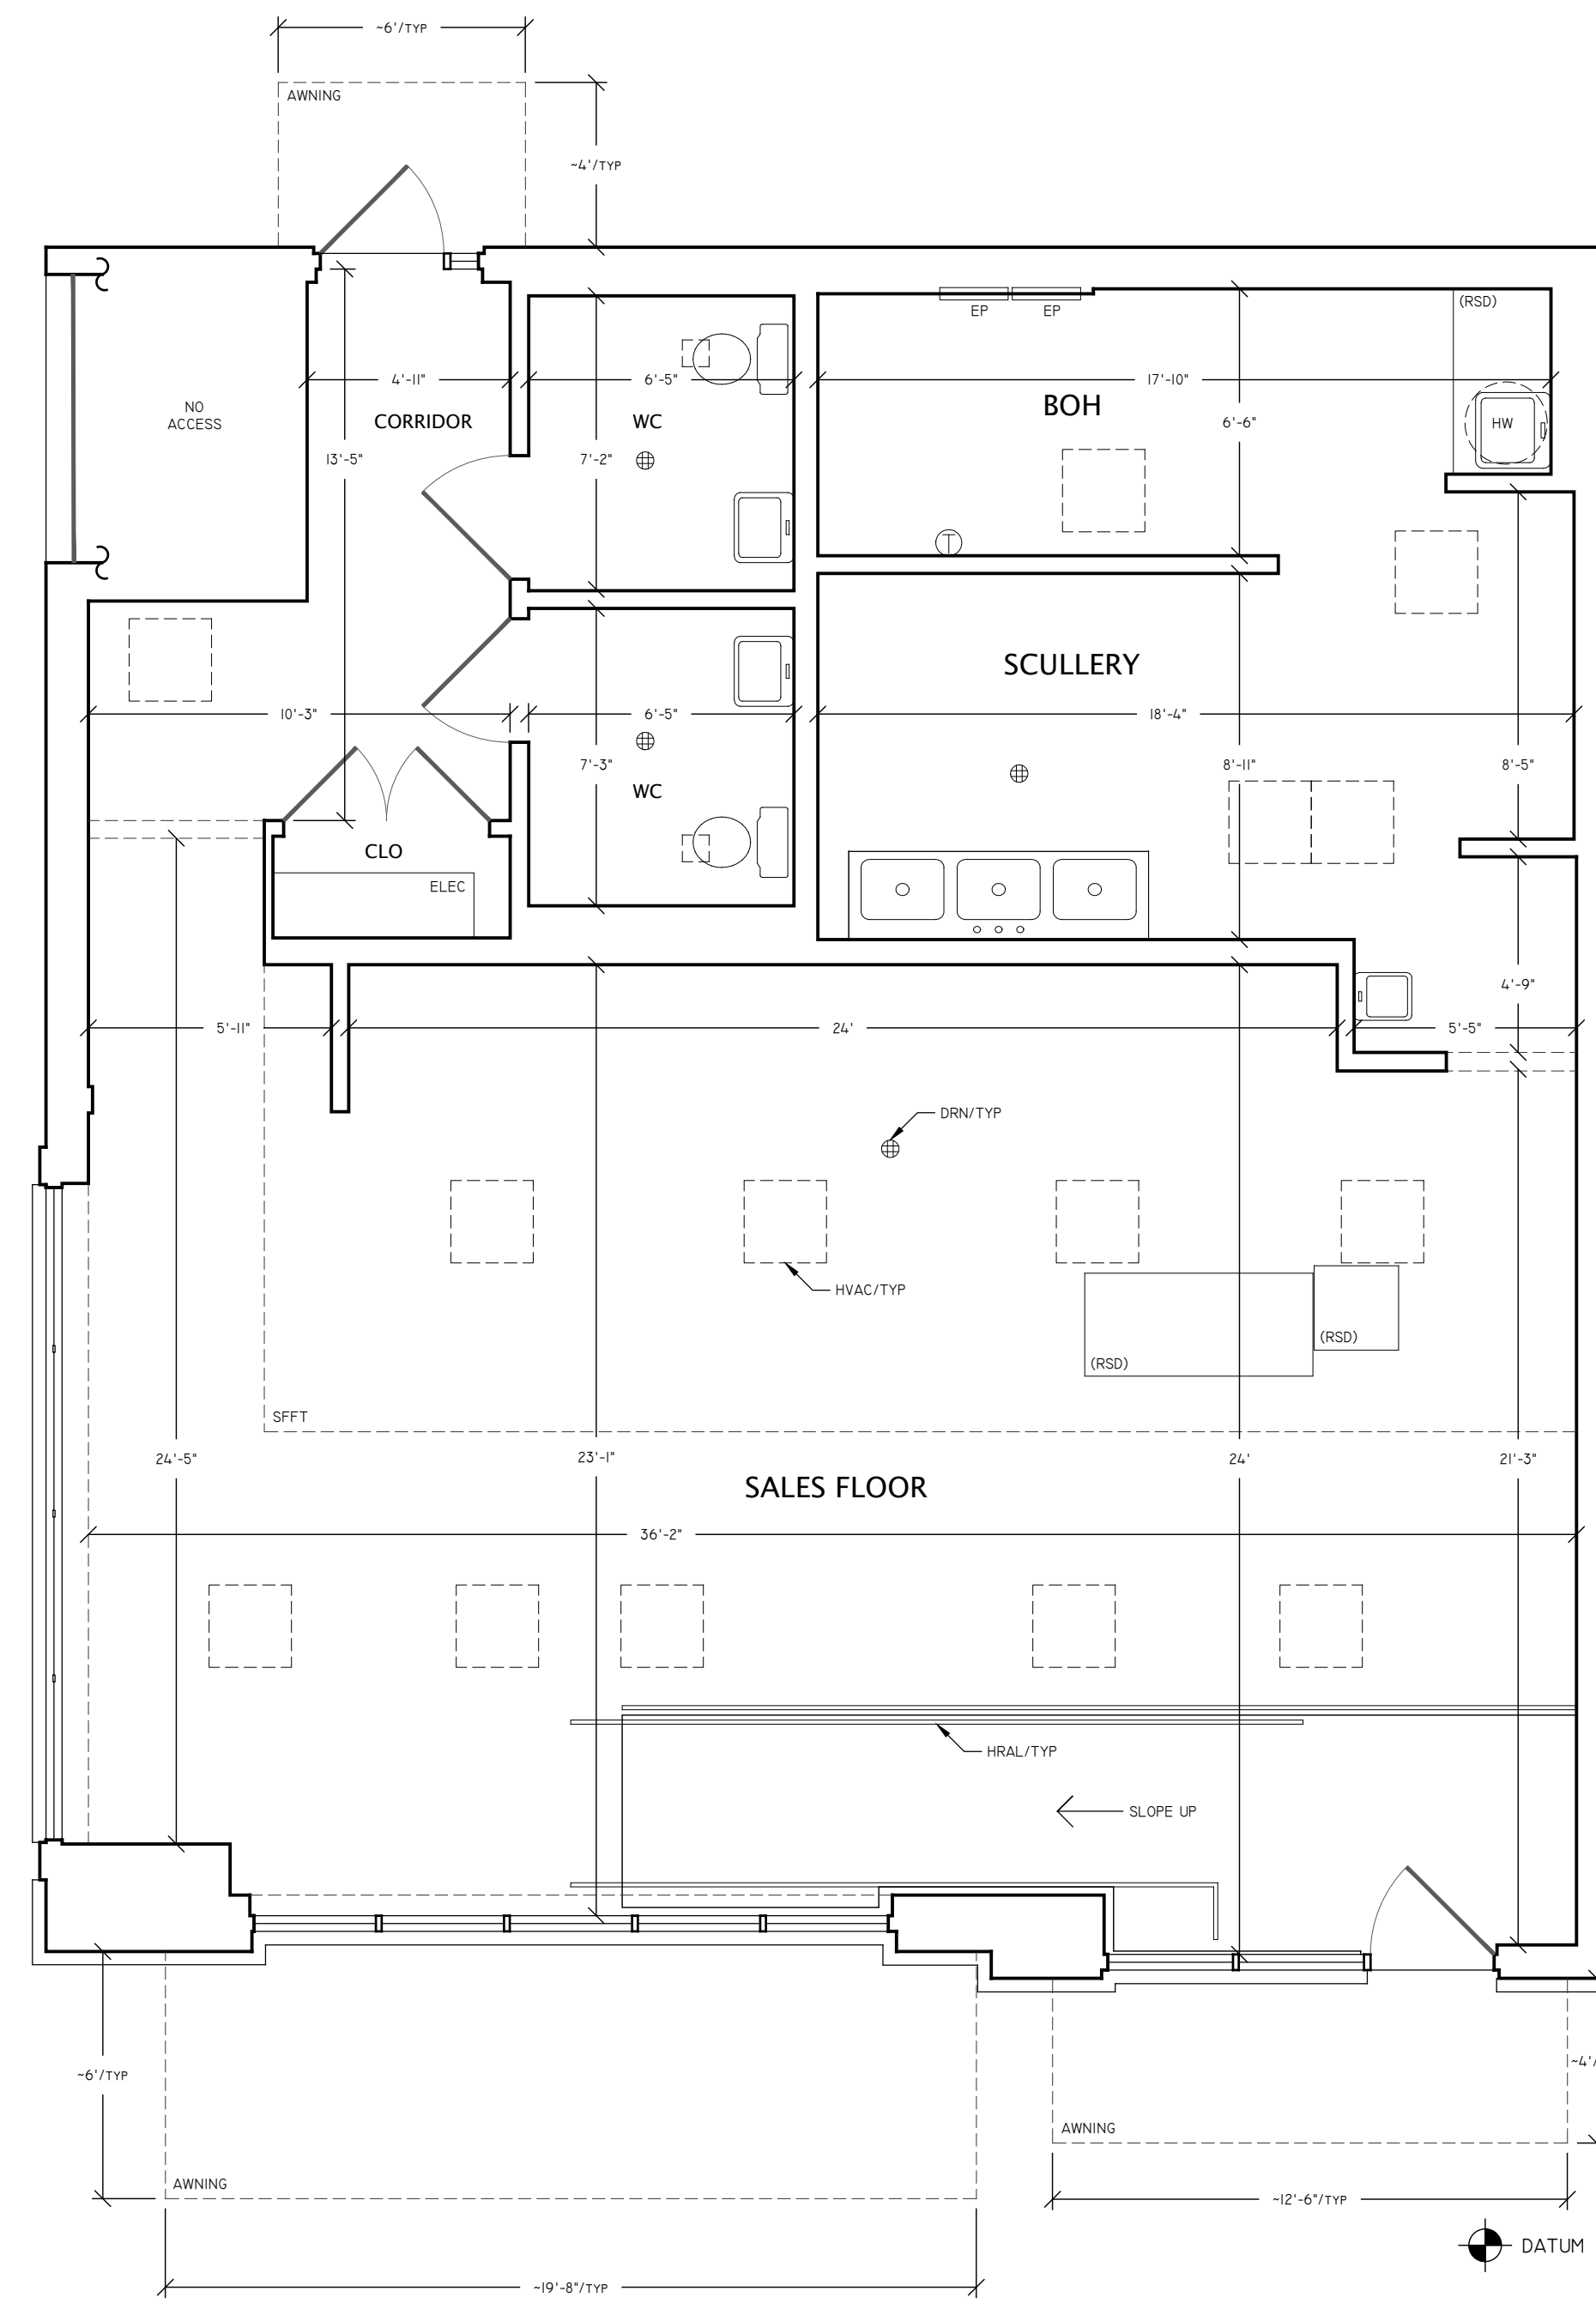 ~6'/TYP
AWNING
~4'/TYP
(RSD)
EP
EP
4'-11"
6'-5"
17'-10"
NO
ACCESS
CORRIDOR
WC
BOH
6'-6"
HW
13'-5"
7'-2"
SCULLERY
10'-3"
6'-5"
18'-4"
7'-3"
8'-11"
8'-5"
WC
CLO
ELEC
4'-9"
5'-11"
24'
5'-5"
DRN/TYP
HVAC/TYP
(RSD)
(RSD)
SFFT
24'-5"
23'-1"
24'
21'-3"
SALES FLOOR
36'-2"
HRAL/TYP
SLOPE UP
~6'/TYP
~4'/
AWNING
AWNING
~12'-6"/TYP
DATUM
~19'-8"/TYP